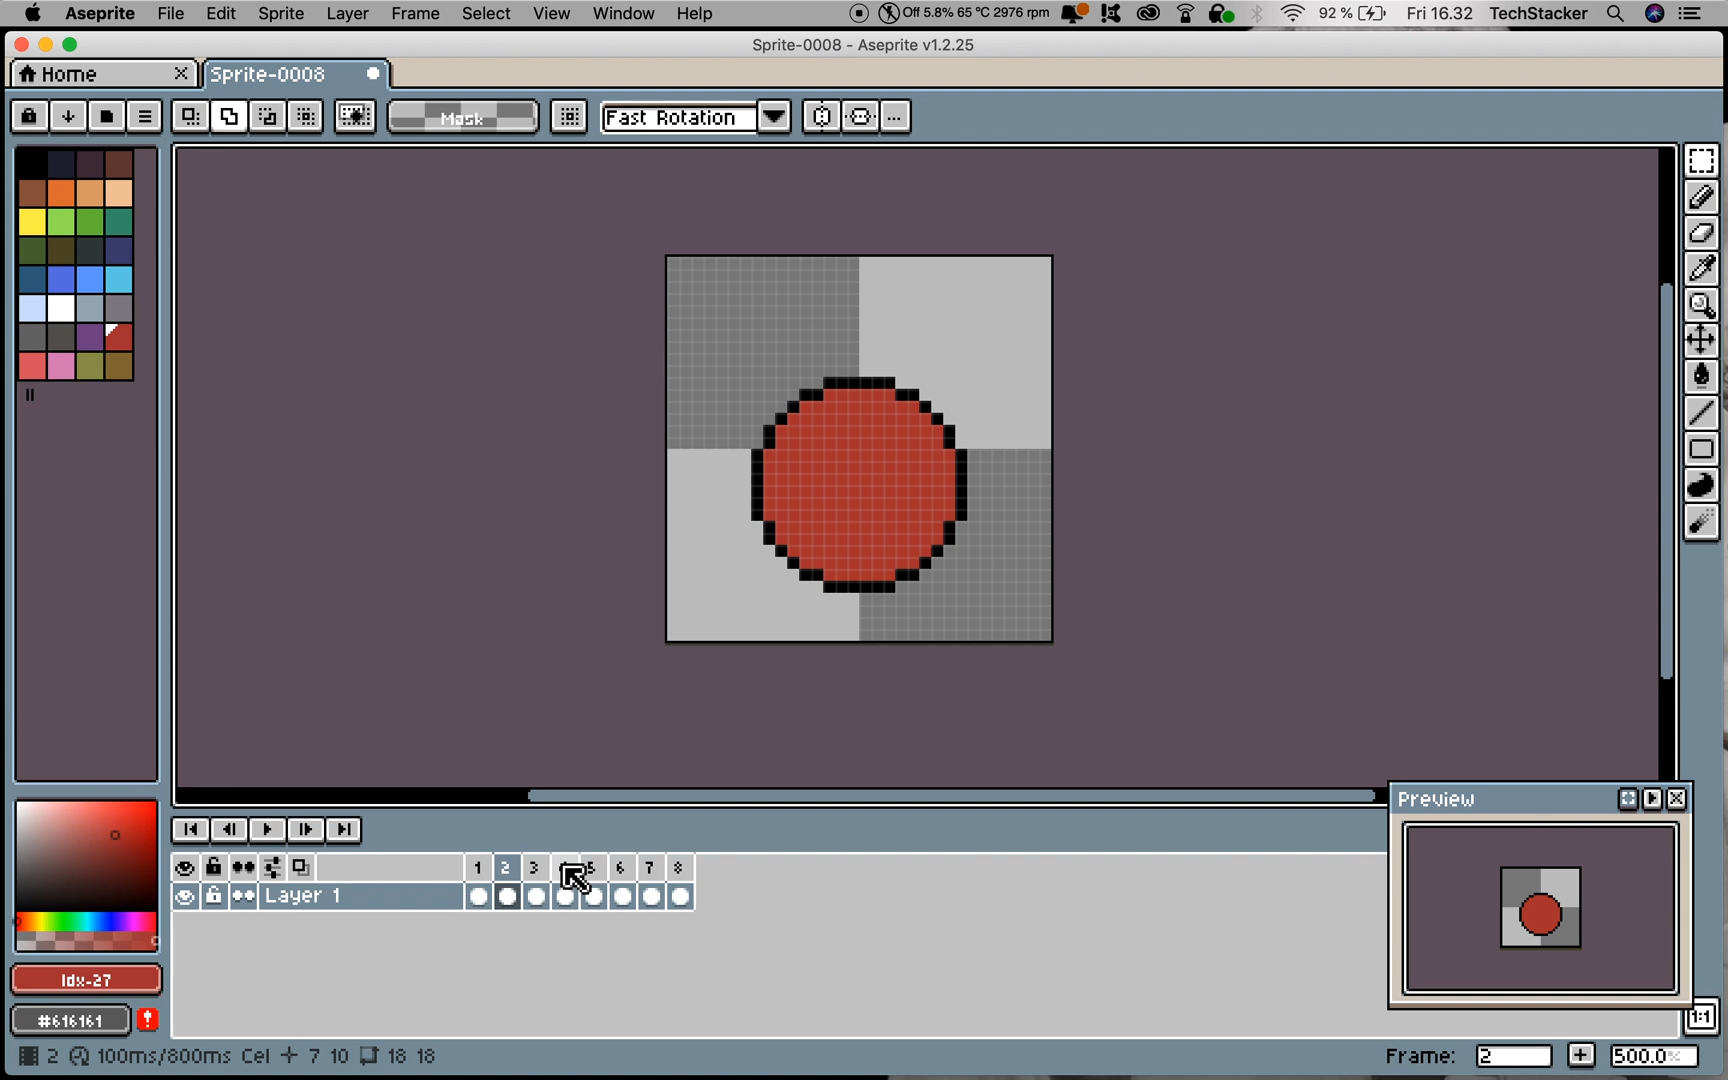 Aseprite File Edit Sprite Layer Frame Select View Window Help Off 5.8% 65 °C 2976 rpm 92 % Fri 16.32 TechStacker
Sprite-0008 - Aseprite v1.2.25
Home Sprite-0008
Mask Fast Rotation ...
Preview
1 2 3 5 6 7 8
Layer 1
Idx-27
#616161 !
1:1
2 100ms/800ms Cel 7 10 18 18 Frame: 2 + 500.0%